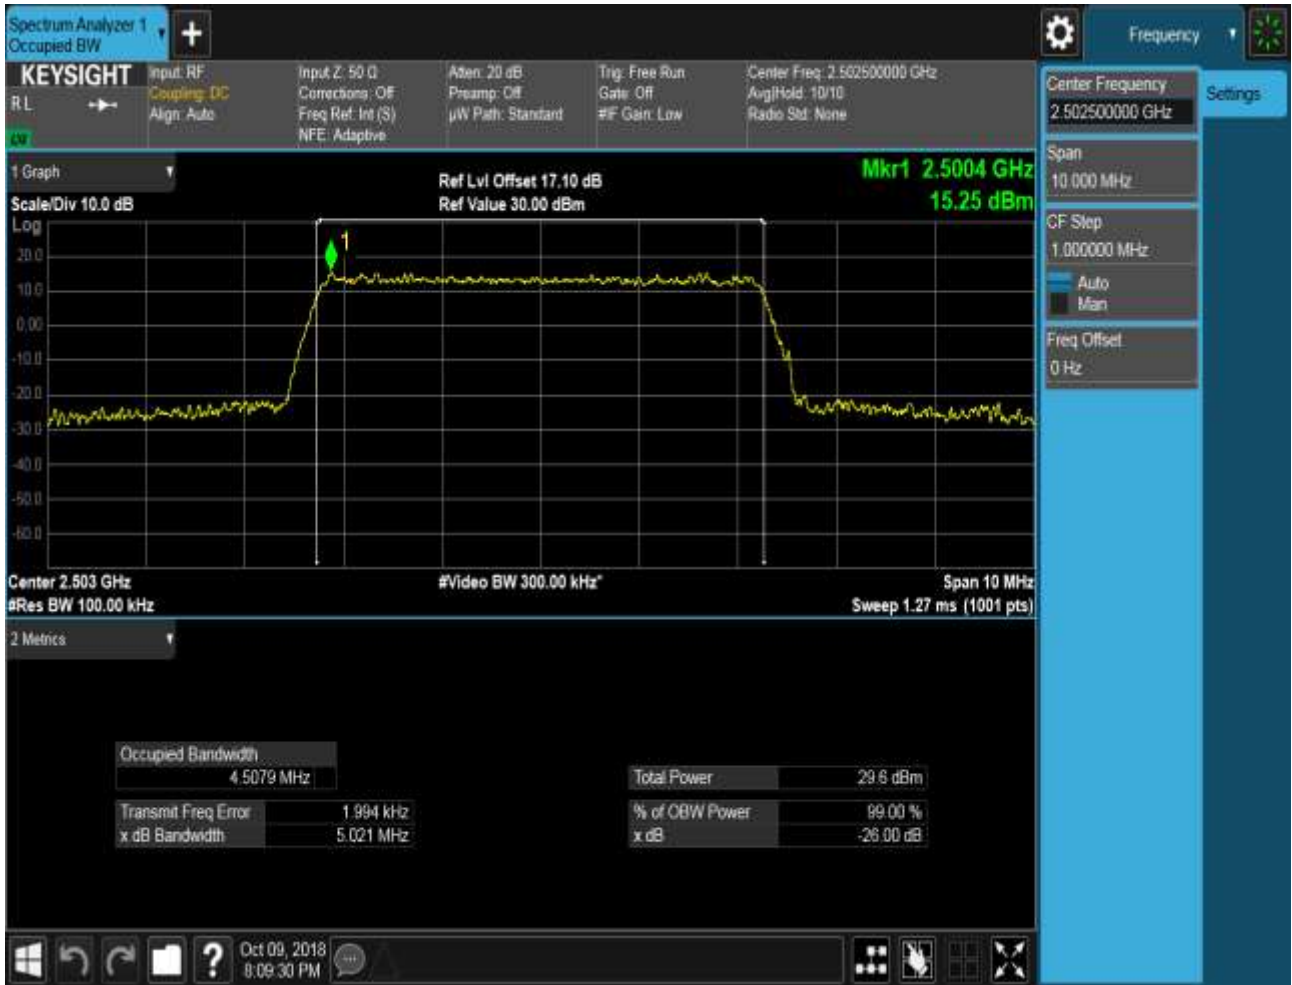 Spectrum Analyzer 1
Occupied BW
Frequency
KEYSIGHT
R L
Input: RF
Coupling: DC
Align: Auto
Input Z: 50 Ω
Corrections: Off
Freq Ref: Int (S)
NFE: Adaptive
Atten: 20 dB
Preamp: Off
µW Path: Standard
Trig: Free Run
Gate: Off
#IF Gain: Low
Center Freq: 2.502500000 GHz
Avg|Hold: 10/10
Radio Std: None
Center Frequency
2.502500000 GHz
Settings
Span
10.000 MHz
CF Step
1.000000 MHz
Auto
Man
Freq Offset
0 Hz
1 Graph
Scale/Div 10.0 dB
Ref Lvl Offset 17.10 dB
Ref Value 30.00 dBm
Mkr1 2.5004 GHz
15.25 dBm
Log
1
20.0
10.0
0.00
-10.0
-20.0
-30.0
-40.0
-50.0
-60.0
Center 2.503 GHz
#Video BW 300.00 kHz*
Span 10 MHz
#Res BW 100.00 kHz
Sweep 1.27 ms (1001 pts)
2 Metrics
Occupied Bandwidth
4.5079 MHz
Total Power 29.6 dBm
Transmit Freq Error 1.994 kHz
% of OBW Power 99.00 %
x dB Bandwidth 5.021 MHz
x dB -26.00 dB
?
Oct 09, 2018
8:09:30 PM